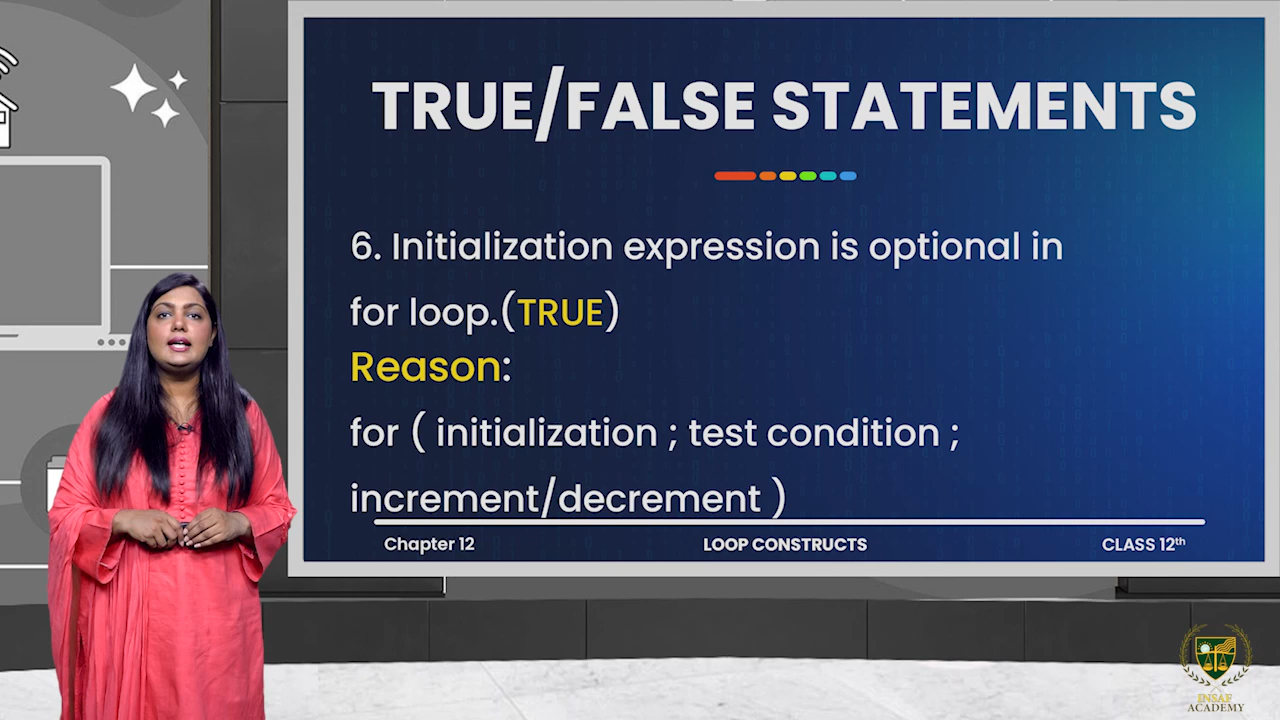 TRUE/FALSE STATEMENTS
6. Initialization expression is optional in
for loop.(TRUE)
Reason:
for ( initialization ; test condition ;
increment/decrement )
Chapter 12
LOOP CONSTRUCTS
CLASS 12th
INSAF
ACADEMY